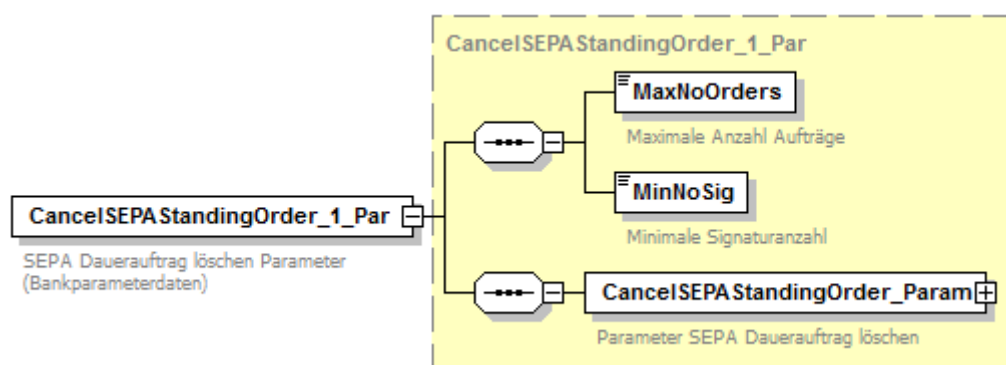 CancelSEPAStandingOrder_1_Par
MaxNoOrders
Maximale Anzahl Aufträge
MinNoSig
Minimale Signaturanzahl
CancelSEPAStandingOrder_1_Par
SEPA Dauerauftrag löschen Parameter
(Bankparameterdaten)
CancelSEPAStandingOrder_Param
Parameter SEPA Dauerauftrag löschen